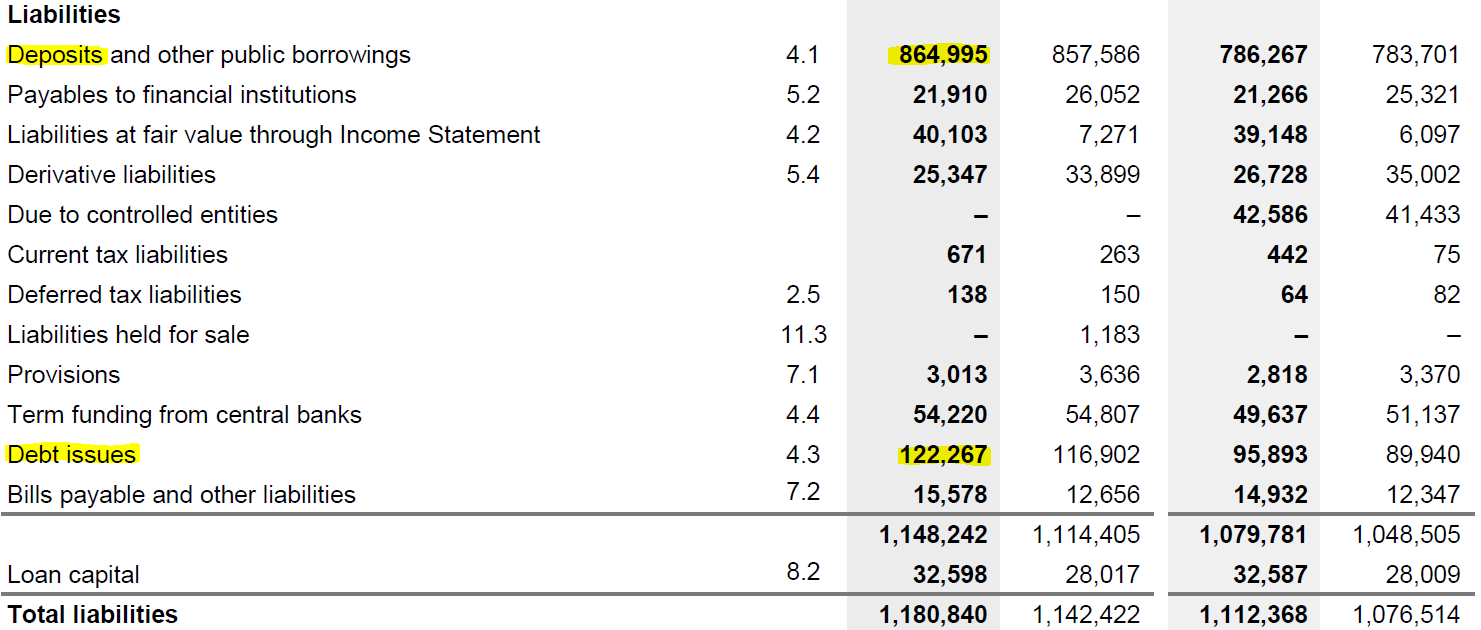 Liabilities
Deposits and other public borrowings 4.1 864,995 857,586 786,267 783,701
Payables to financial institutions 5.2 21,910 26,052 21,266 25,321
Liabilities at fair value through Income Statement 4.2 40,103 7,271 39,148 6,097
Derivative liabilities 5.4 25,347 33,899 26,728 35,002
Due to controlled entities – – 42,586 41,433
Current tax liabilities 671 263 442 75
Deferred tax liabilities 2.5 138 150 64 82
Liabilities held for sale 11.3 – 1,183 – –
Provisions 7.1 3,013 3,636 2,818 3,370
Term funding from central banks 4.4 54,220 54,807 49,637 51,137
Debt issues 4.3 122,267 116,902 95,893 89,940
Bills payable and other liabilities 7.2 15,578 12,656 14,932 12,347
1,148,242 1,114,405 1,079,781 1,048,505
Loan capital 8.2 32,598 28,017 32,587 28,009
Total liabilities 1,180,840 1,142,422 1,112,368 1,076,514